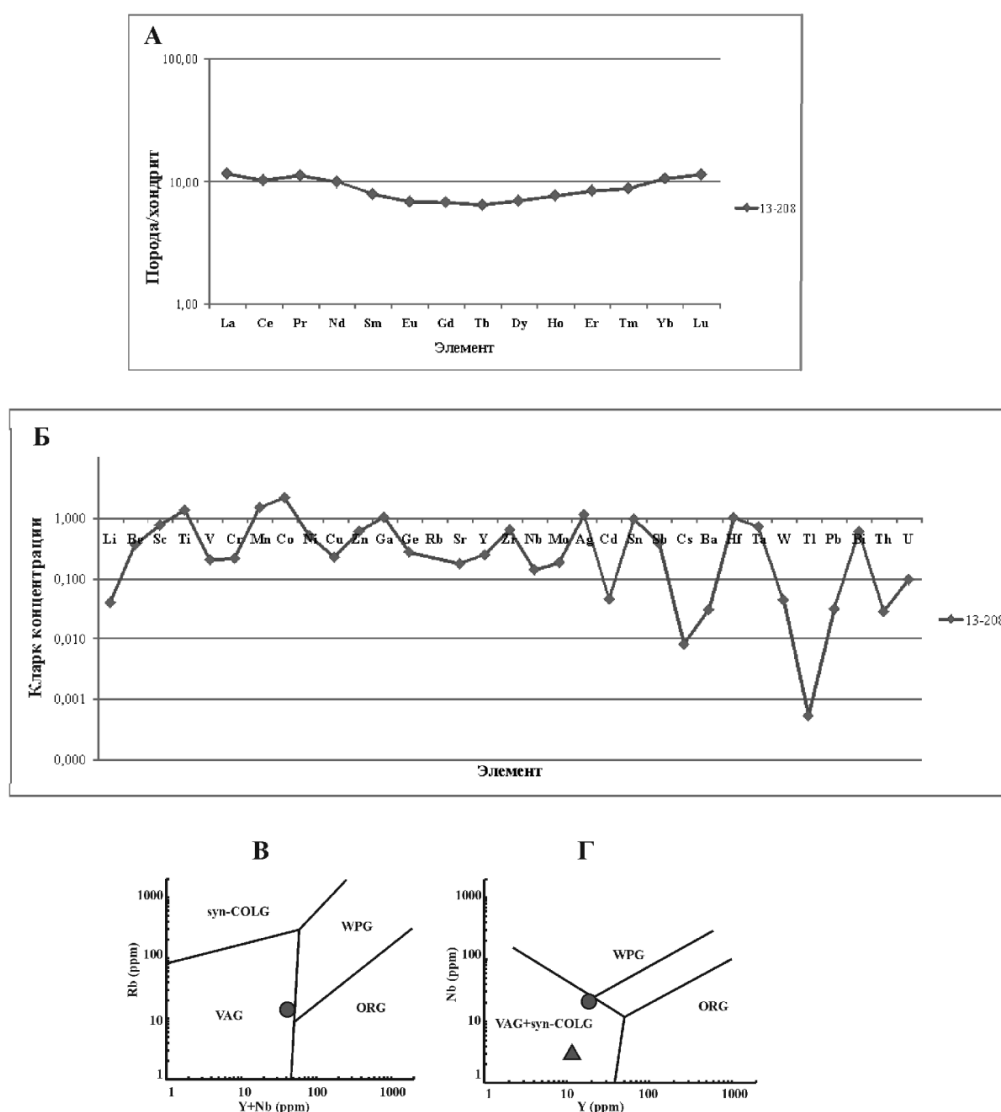 А
100,00
10,00
1,00
Порода/хондрит
La Ce Pr Nd Sm Eu Gd Tb Dy Ho Er Tm Yb Lu
Элемент
13-208
Б
1,000
0,100
0,010
0,001
0,000
Кларк концентрации
Li Be Sc Ti V Cr Mn Co Ni Cu Zn Ga Ge Rb Sr Y Zr Nb Mo Ag Cd Sn Sb Cs Ba Hf Ta W Tl Pb Bi Th U
Элемент
13-208
В
1000
100
10
1
Rb (ppm)
syn-COLG
WPG
VAG
ORG
1 10 100 1000
Y+Nb (ppm)
Г
1000
100
10
1
Nb (ppm)
WPG
VAG+syn-COLG
ORG
1 10 100 1000
Y (ppm)